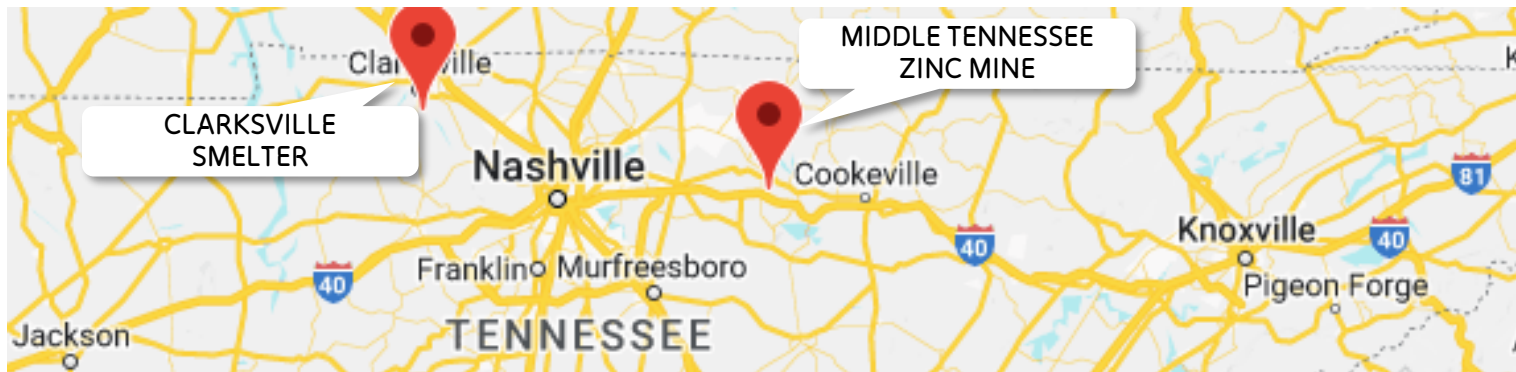 MIDDLE TENNESSEE
ZINC MINE
CLARKSVILLE
SMELTER
Nashville
Cookeville
81
Knoxville
40
40
Franklin
Murfreesboro
40
Pigeon Forge
TENNESSEE
Jackson